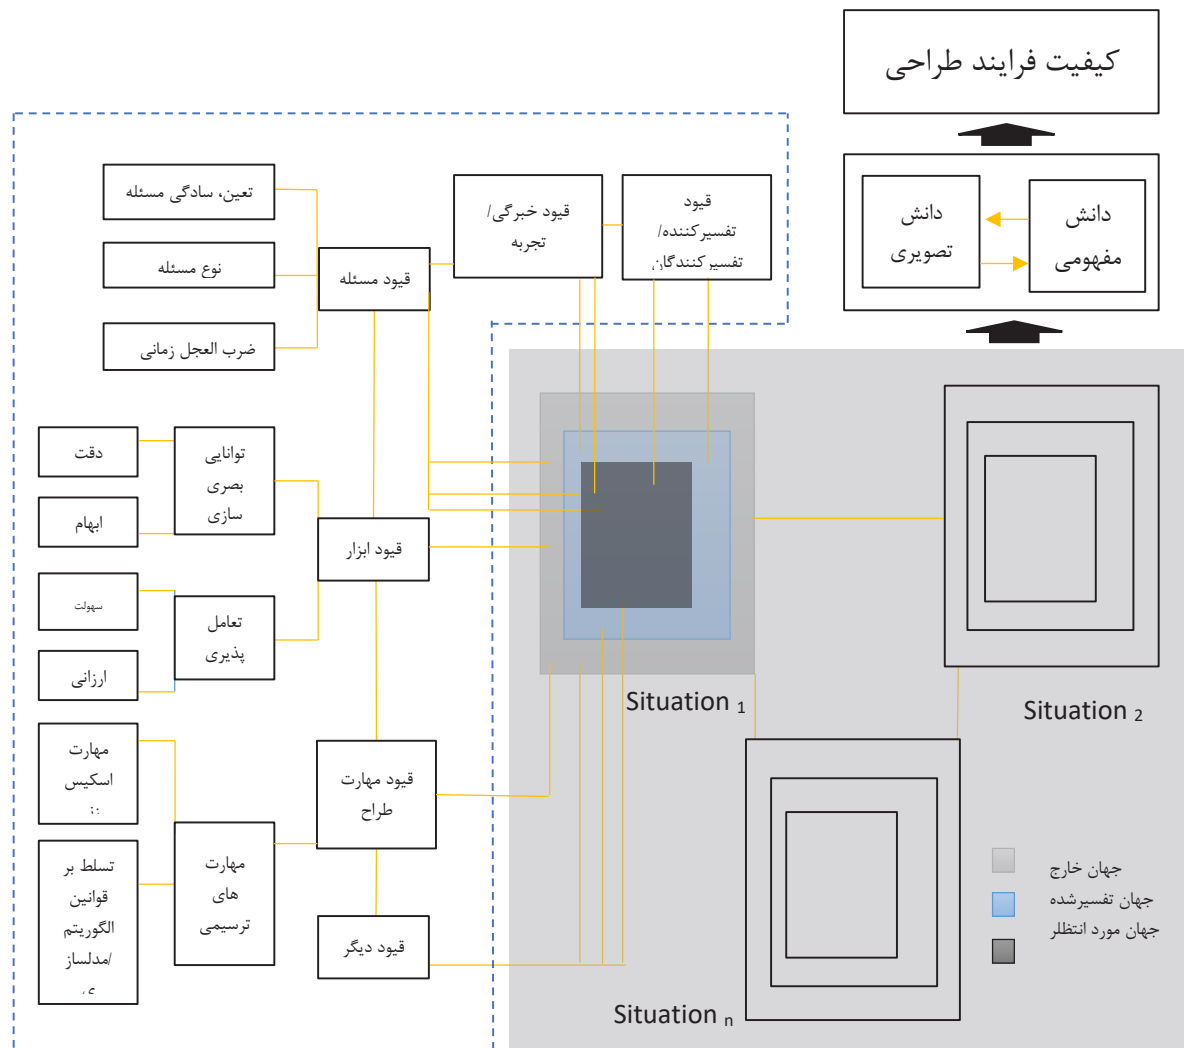 کیفیت فرایند طراحی
دانش
مفهومی
دانش
تصویری
قیود
تفسیرکننده/
تفسیرکنندگان
قیود خبرگی/
تجربه
قیود مسئله
تعین، سادگی مسئله
نوع مسئله
ضرب العجل زمانی
توانایی
بصری
سازی
دقت
ابهام
قیود ابزار
تعامل
پذیری
سهولت
ارزانی
قیود مهارت
طراح
مهارت
های
ترسیمی
مهارت
اسکیس
تسلط بر
قوانین
الگوریتم
/مدلساز
ی
قیود دیگر
Situation 1
Situation 2
Situation n
جهان خارج
جهان تفسیرشده
جهان مورد انتظلر